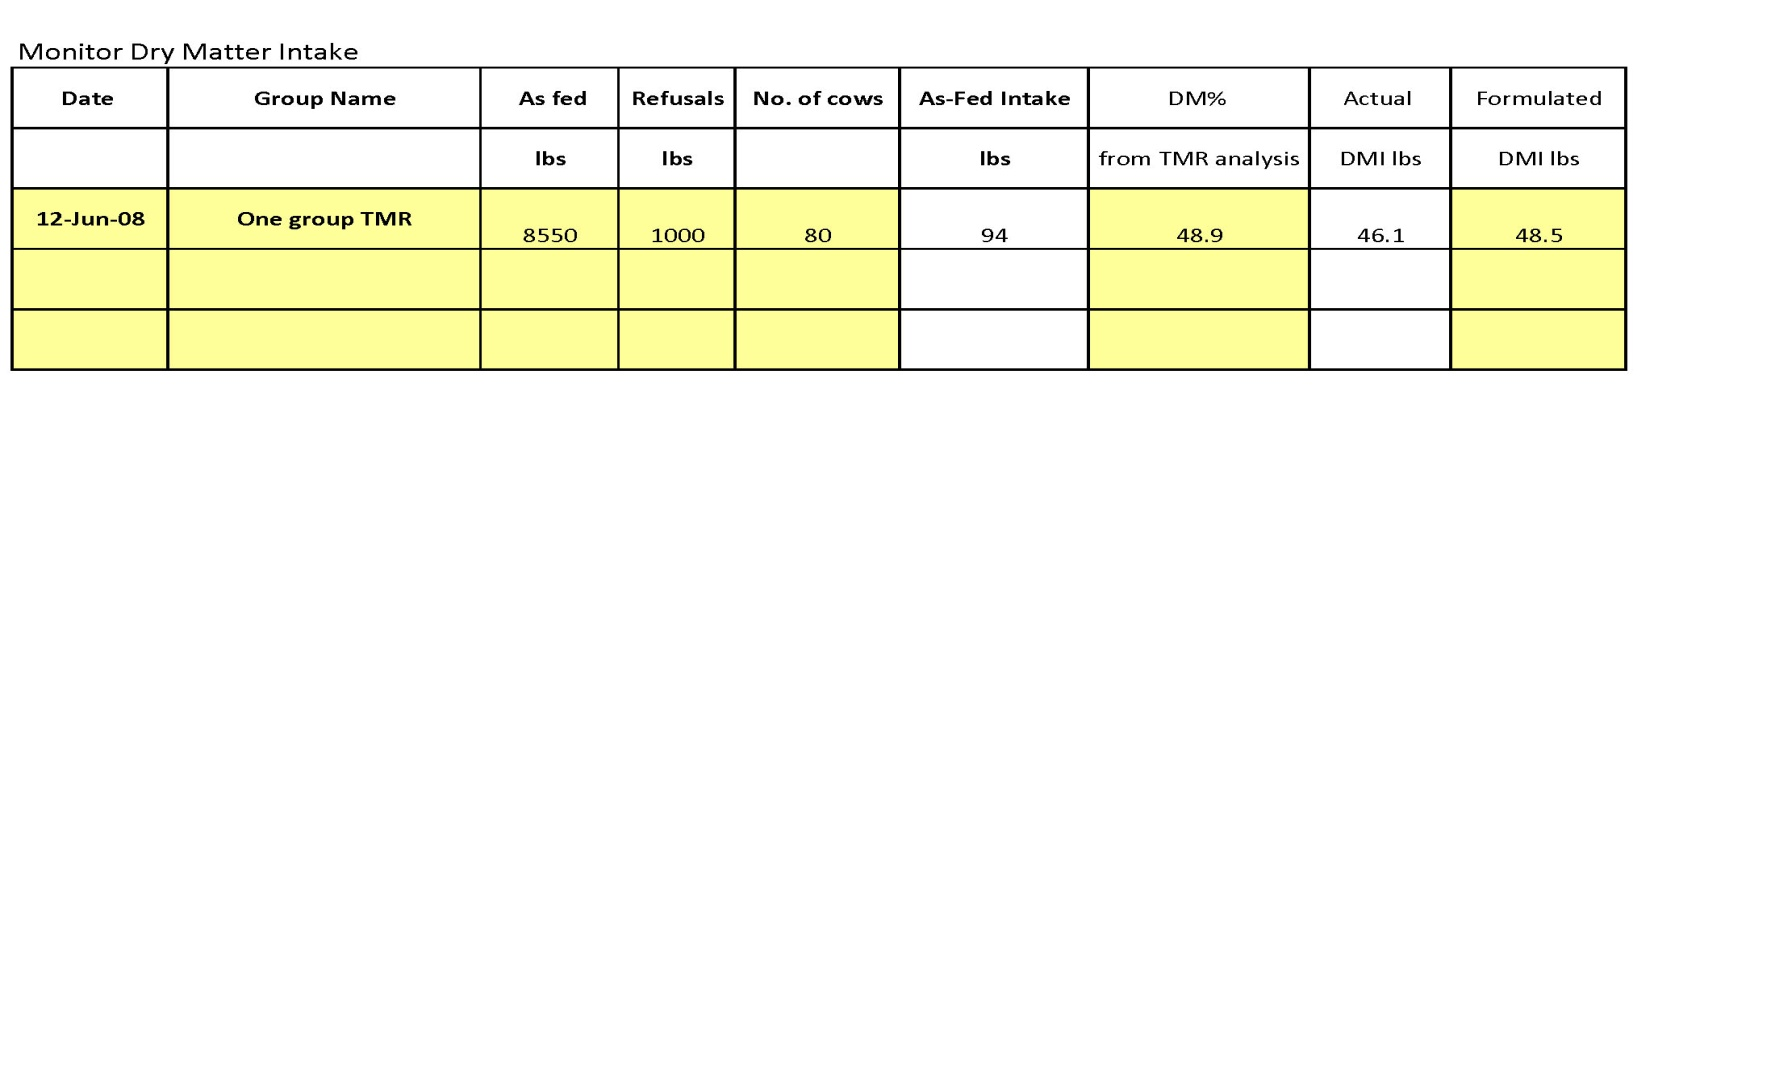 Monitor Dry Matter Intake
Date Group Name As fed Refusals No. of cows As-Fed Intake DM% Actual Formulated
lbs lbs lbs from TMR analysis DMI lbs DMI lbs
12-Jun-08 One group TMR 8550 1000 80 94 48.9 46.1 48.5